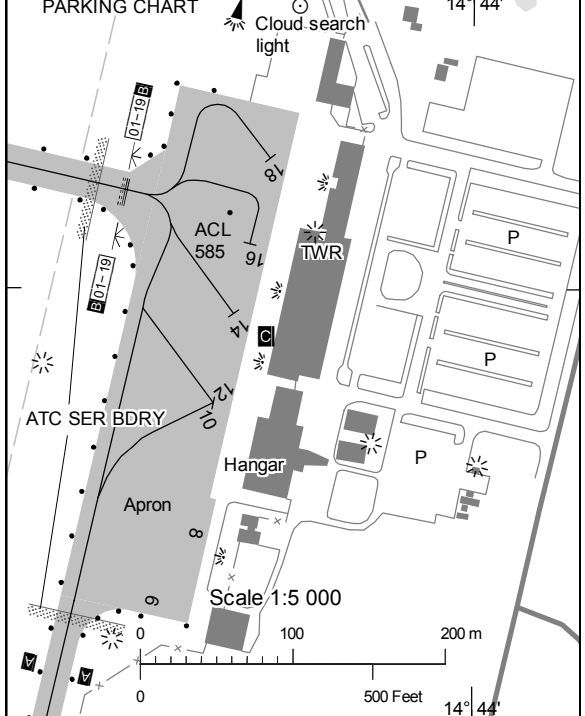 PARKING CHART
14° 44'
Cloud search
light
01-19 B
18
ACL
585
16
TWR
P
B 01-19
14
C
P
12
10
ATC SER BDRY
Hangar
P
Apron
8
6
Scale 1:5 000
0 100 200 m
A
A
0 500 Feet
14° 44'